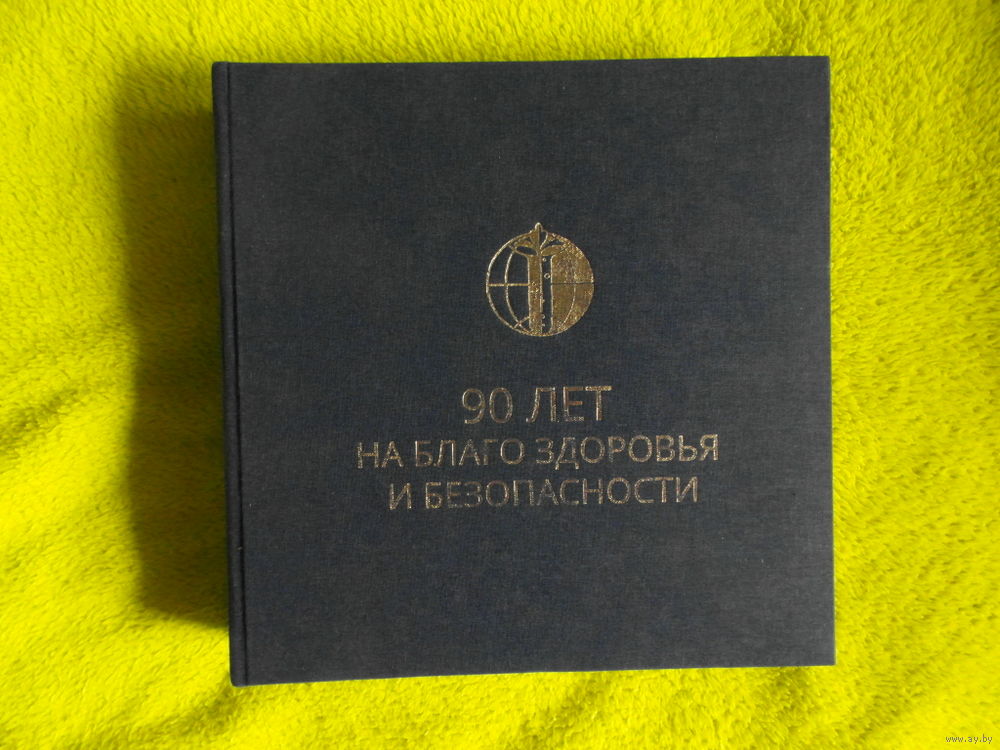 90 ЛЕТ
НА БЛАГО ЗДОРОВЬЯ
И БЕЗОПАСНОСТИ
www.ay.by